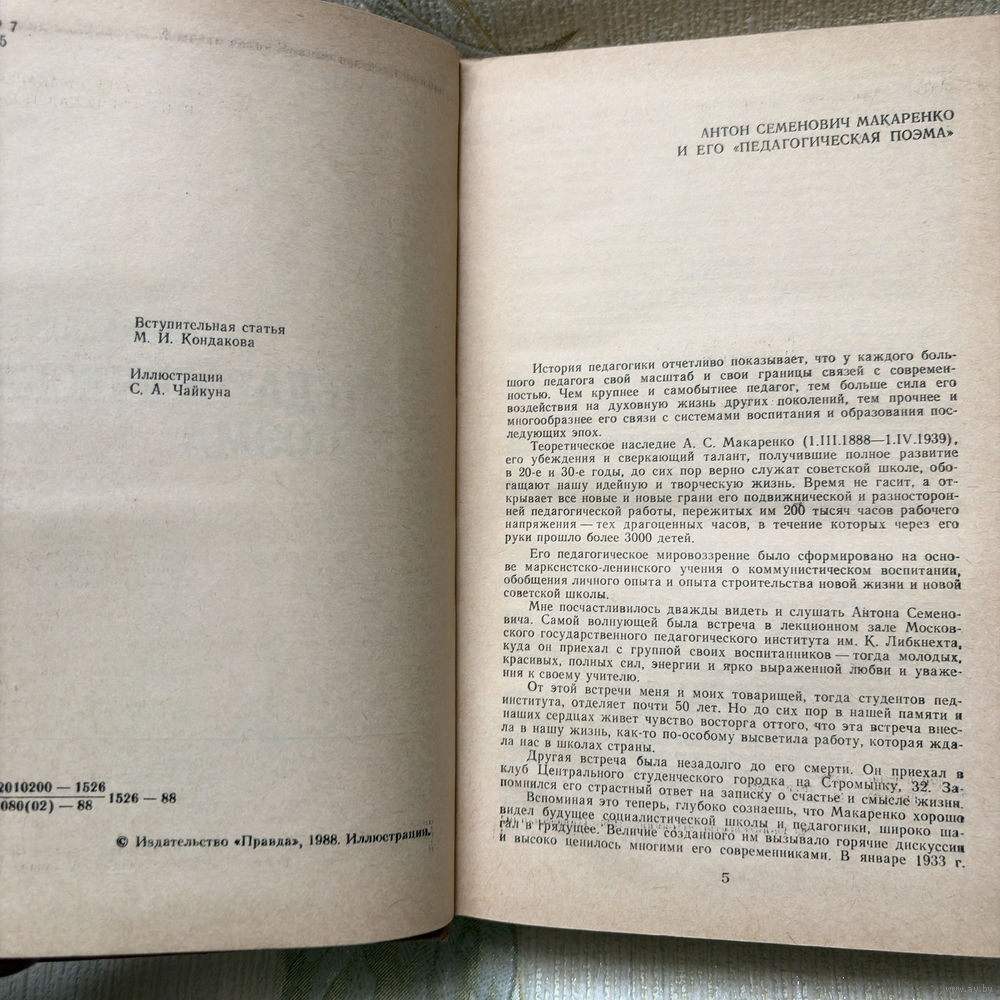 Р 7
5
Вступительная статья
М. И. Кондакова
Иллюстрации
С. А. Чайкуна
2010200 — 1526
080(02) — 88
1526 — 88
© Издательство «Правда», 1988. Иллюстрации.
АНТОН СЕМЕНОВИЧ МАКАРЕНКО
И ЕГО «ПЕДАГОГИЧЕСКАЯ ПОЭМА»
История педагогики отчетливо показывает, что у каждого боль-
шого педагога свой масштаб и свои границы связей с современ-
ностью. Чем крупнее и самобытнее педагог, тем больше сила его
воздействия на духовную жизнь других поколений, тем прочнее и
многообразнее его связи с системами воспитания и образования пос-
ледующих эпох.
Теоретическое наследие А. С. Макаренко (1.III.1888—1.IV.1939),
его убеждения и сверкающий талант, получившие полное развитие
в 20-е и 30-е годы, до сих пор верно служат советской школе, обо-
гащают нашу идейную и творческую жизнь. Время не гасит, а от-
крывает все новые и новые грани его подвижнической и разносторон-
ней педагогической работы, пережитых им 200 тысяч часов рабочего
напряжения — тех драгоценных часов, в течение которых через его
руки прошло более 3000 детей.
Его педагогическое мировоззрение было сформировано на осно-
ве марксистско-ленинского учения о коммунистическом воспитании,
обобщения личного опыта и опыта строительства новой жизни и новой
советской школы.
Мне посчастливилось дважды видеть и слушать Антона Семено-
вича. Самой волнующей была встреча в лекционном зале Москов-
ского государственного педагогического института им. К. Либкнехта,
куда он приехал с группой своих воспитанников — тогда молодых,
красивых, полных сил, энергии и ярко выраженной любви и уваже-
ния к своему учителю.
От этой встречи меня и моих товарищей, тогда студентов пед-
института, отделяет почти 50 лет. Но до сих пор в нашей памяти и
наших сердцах живет чувство восторга оттого, что эта встреча внес-
ла в нашу жизнь, как-то по-особому высветила работу, которая жда-
ла нас в школах страны.
Другая встреча была незадолго до его смерти. Он приехал в
клуб Центрального студенческого городка на Стромынку, 32. За-
помнился его страстный ответ на записку о счастье и смысле жизни.
Вспоминая это теперь, глубоко сознаешь, что Макаренко хорошо
видел будущее социалистической школы и педагогики, широко ша-
гал в грядущее. Величие созданного им вызывало горячие дискуссии
и высоко ценилось многими его современниками. В январе 1933 г.
5
www.ay.by